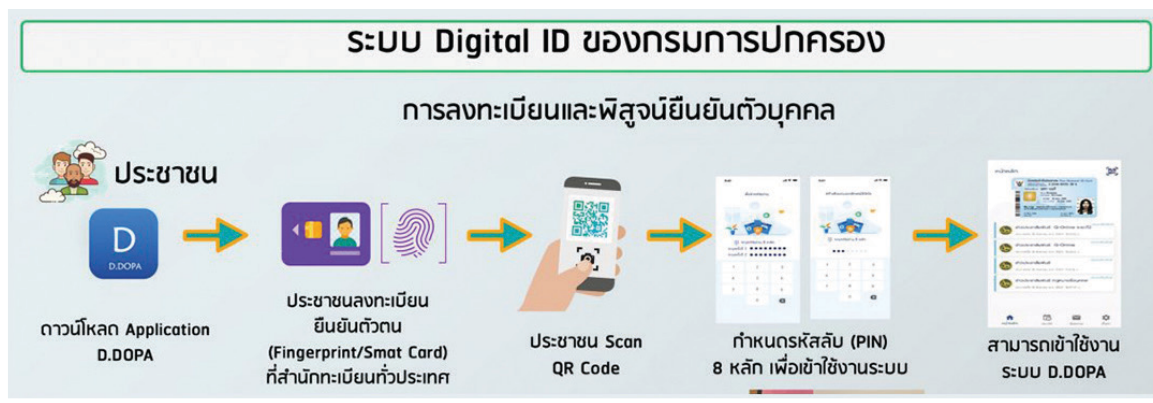 ระบบ Digital ID ของกรมการปกครอง
การลงทะเบียนและพิสูจน์ยืนยันตัวบุคคล
ประชาชน
D
D.DOPA
ดาวน์โหลด Application
D.DOPA
ประชาชนลงทะเบียน
ยืนยันตัวตน
(Fingerprint/Smat Card)
ที่สำนักทะเบียนทั่วประเทศ
ประชาชน Scan
QR Code
กำหนดรหัสลับ (PIN)
8 หลัก เพื่อเข้าใช้งานระบบ
สามารถเข้าใช้งาน
ระบบ D.DOPA